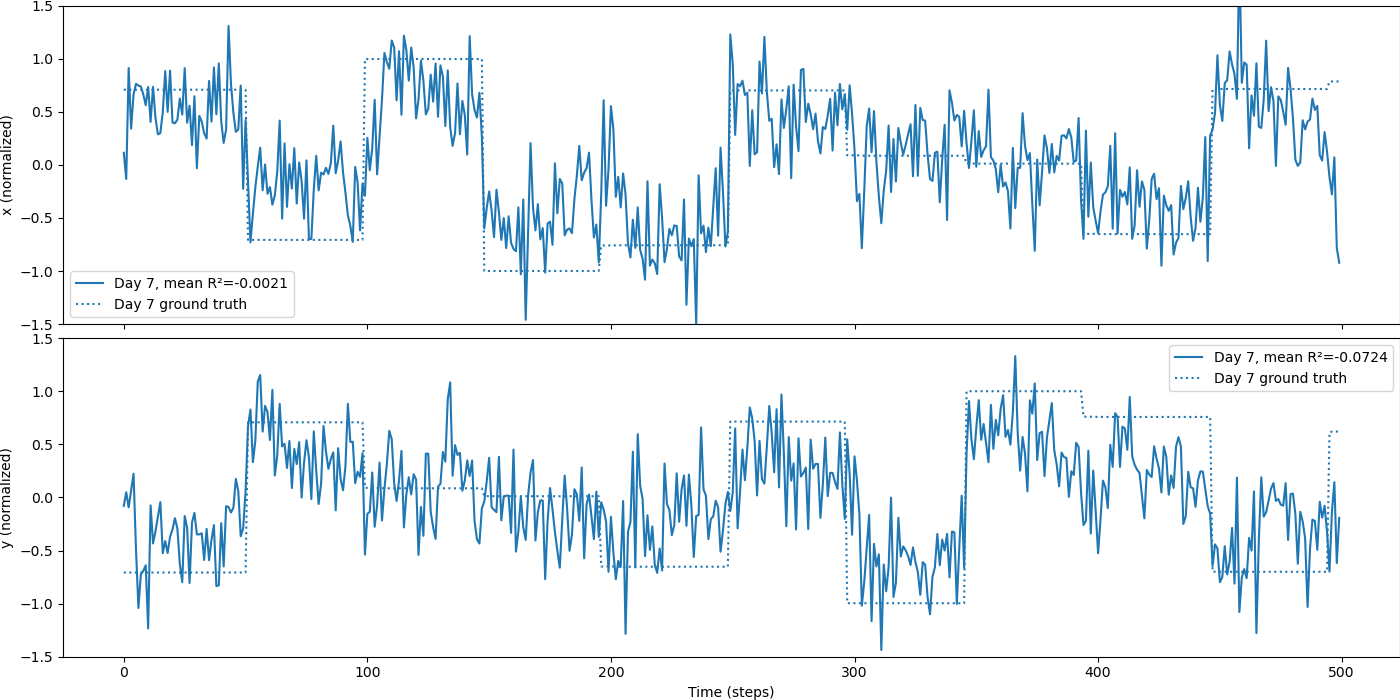 1.5
1.0
0.5
0.0
−0.5
−1.0
−1.5
x (normalized)
Day 7, mean R²=-0.0021
Day 7 ground truth
1.5
1.0
0.5
0.0
−0.5
−1.0
−1.5
y (normalized)
Day 7, mean R²=-0.0724
Day 7 ground truth
0 100 200 300 400 500
Time (steps)